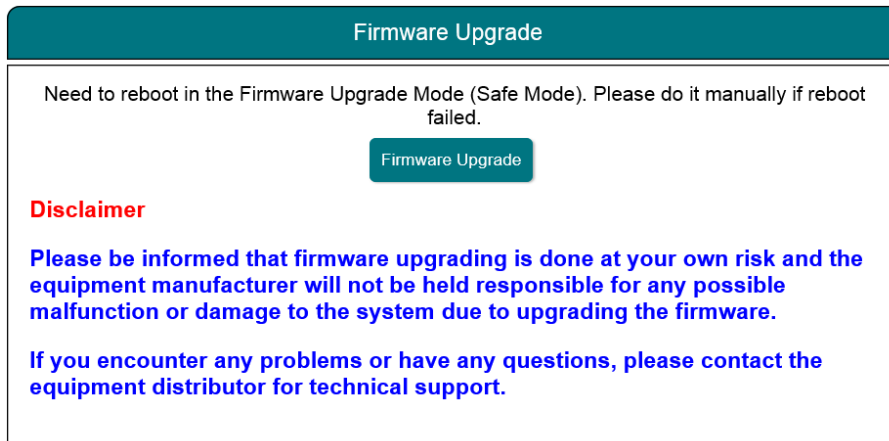 Firmware Upgrade
Need to reboot in the Firmware Upgrade Mode (Safe Mode). Please do it manually if reboot
failed.
Firmware Upgrade
Disclaimer
Please be informed that firmware upgrading is done at your own risk and the
equipment manufacturer will not be held responsible for any possible
malfunction or damage to the system due to upgrading the firmware.
If you encounter any problems or have any questions, please contact the
equipment distributor for technical support.